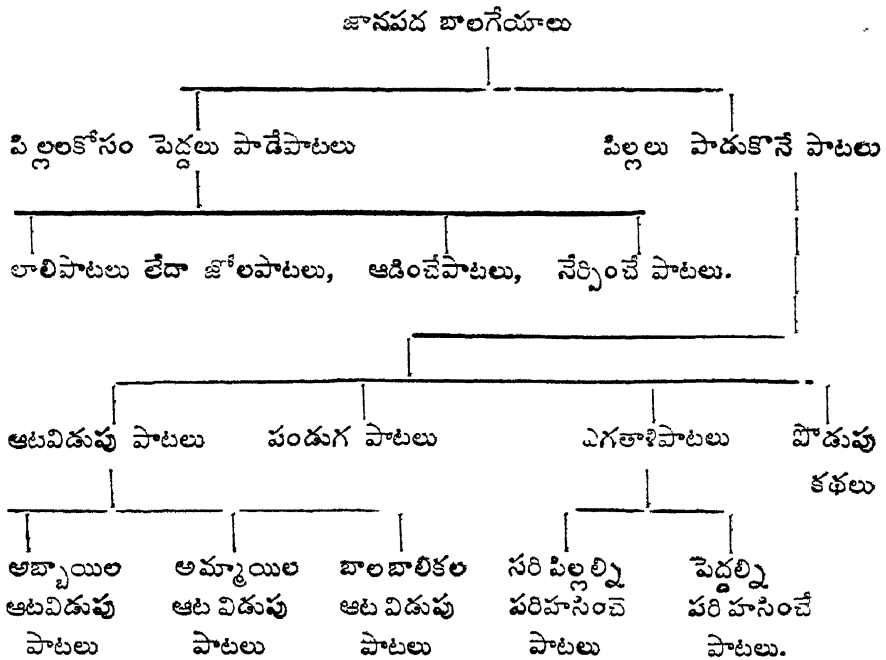 జానపద బాలగేయాలు
పిల్లలకోసం పెద్దలు పాడేపాటలు పిల్లలు పాడుకొనే పాటలు
లాలిపాటలు లేదా జోలపాటలు, ఆడించేపాటలు, నేర్పించే పాటలు.
ఆటవిడుపు పాటలు పండుగ పాటలు ఎగతాళిపాటలు పొడుపు
కథలు
అబ్బాయిల అమ్మాయిల బాలబాలికల సరి పిల్లల్ని పెద్దల్ని
ఆటవిడుపు ఆట విడుపు ఆట విడుపు పరిహసించె పరి హసించే
పాటలు పాటలు పాటలు పాటలు పాటలు.